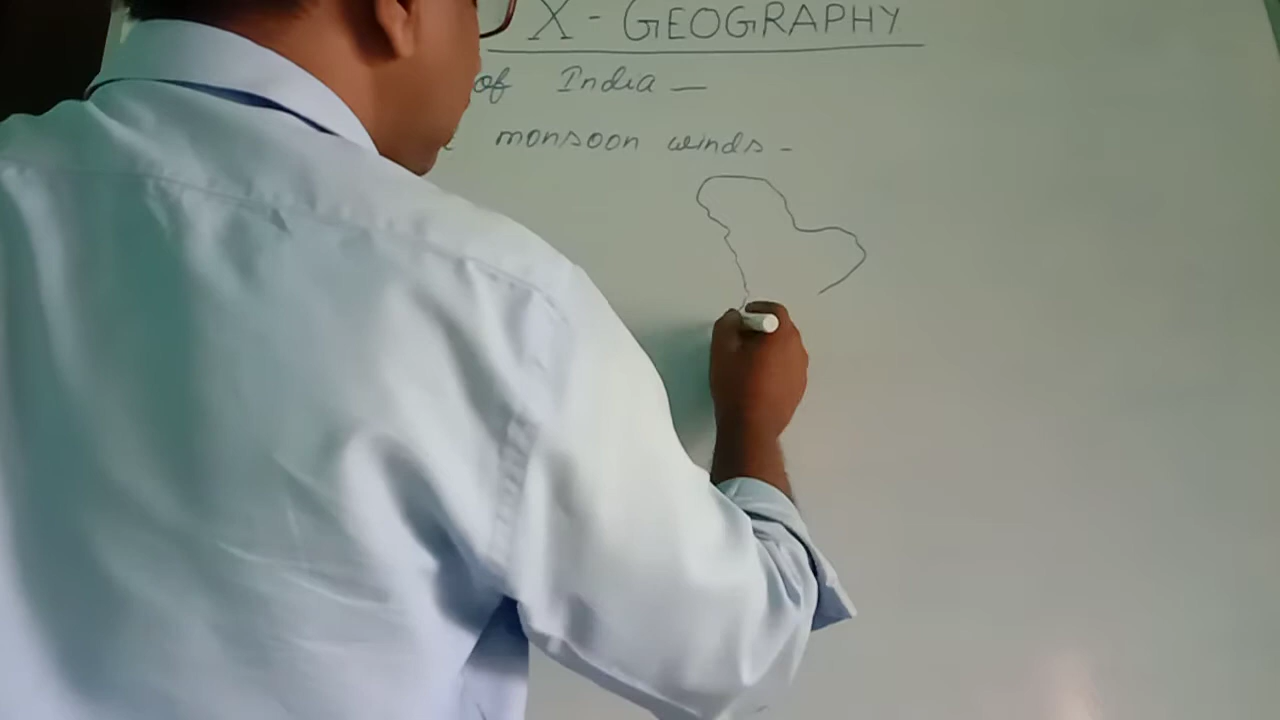 X - GEOGRAPHY
of India —
monsoon winds -